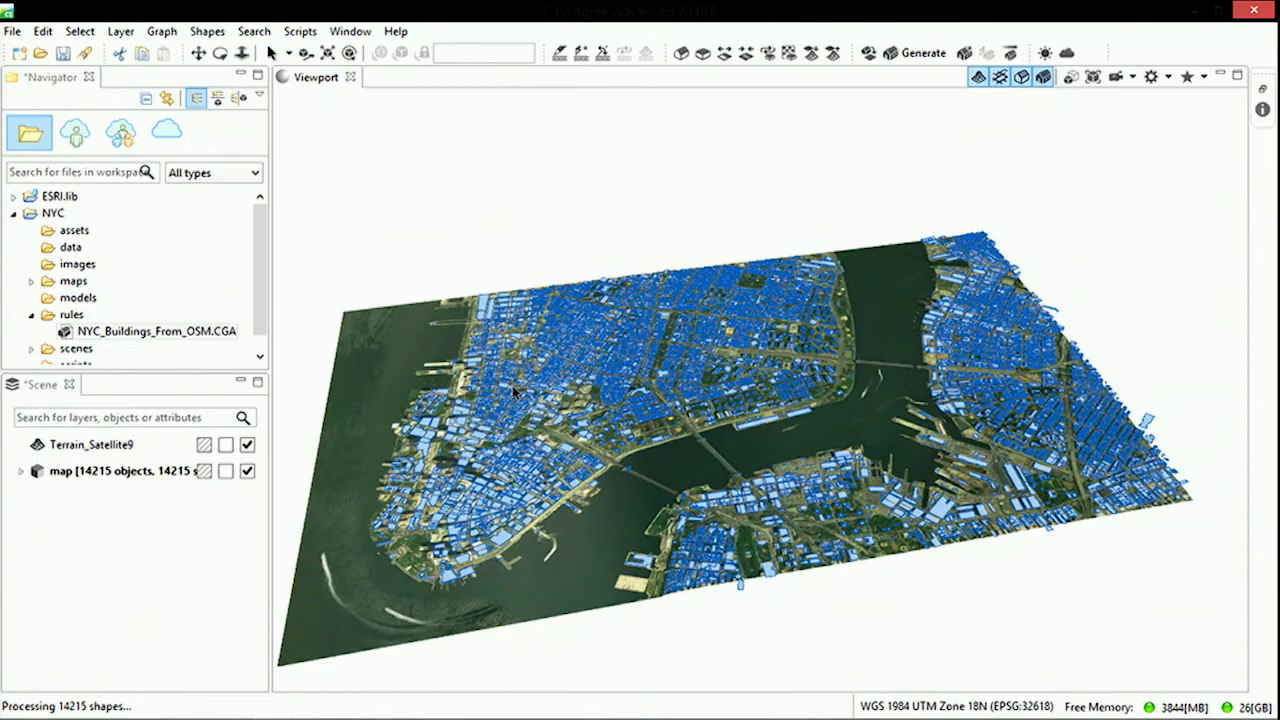 File Edit Select Layer Graph Shapes Search Scripts Window Help
Generate
*Navigator
Viewport
Search for files in workspac
All types
ESRI.lib
NYC
assets
data
images
maps
models
rules
NYC_Buildings_From_OSM.CGA
scenes
*Scene
Search for layers, objects or attributes
Terrain_Satellite9
map [14215 objects, 14215 s
Processing 14215 shapes...
WGS 1984 UTM Zone 18N (EPSG:32618)
Free Memory:
3844[MB]
26[GB]